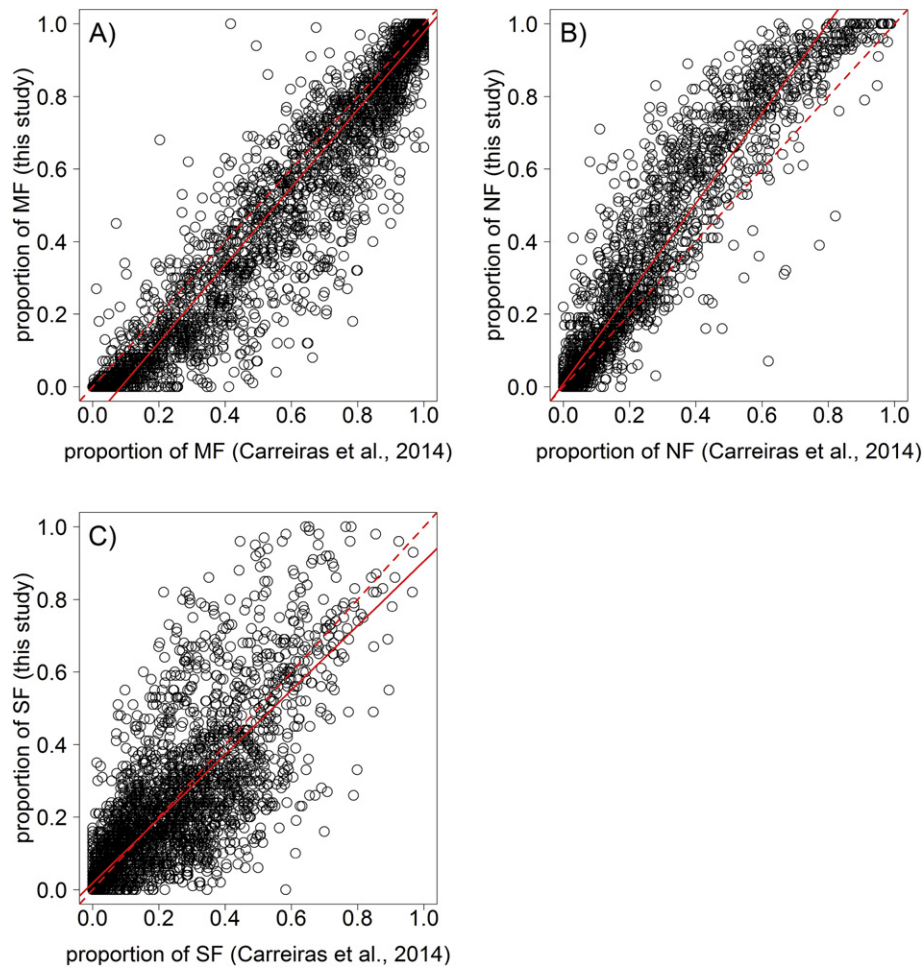 A)
proportion of MF (this study)
1.0
0.8
0.6
0.4
0.2
0.0
0.0 0.2 0.4 0.6 0.8 1.0
proportion of MF (Carreiras et al., 2014)
B)
proportion of NF (this study)
1.0
0.8
0.6
0.4
0.2
0.0
0.0 0.2 0.4 0.6 0.8 1.0
proportion of NF (Carreiras et al., 2014)
C)
proportion of SF (this study)
1.0
0.8
0.6
0.4
0.2
0.0
0.0 0.2 0.4 0.6 0.8 1.0
proportion of SF (Carreiras et al., 2014)